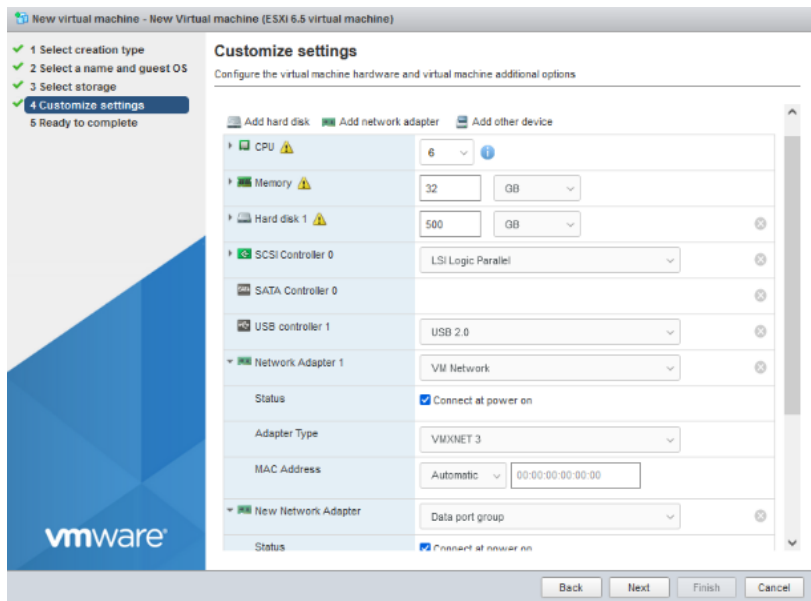 New virtual machine - New Virtual machine (ESXi 6.5 virtual machine)
1 Select creation type
2 Select a name and guest OS
3 Select storage
4 Customize settings
5 Ready to complete
Customize settings
Configure the virtual machine hardware and virtual machine additional options
Add hard disk Add network adapter Add other device
CPU 6
Memory 32 GB
Hard disk 1 500 GB
SCSI Controller 0 LSI Logic Parallel
SATA Controller 0
USB controller 1 USB 2.0
Network Adapter 1 VM Network
Status Connect at power on
Adapter Type VMXNET 3
MAC Address Automatic 00:00:00:00:00:00
New Network Adapter Data port group
Status Connect at power on
vmware
Back Next Finish Cancel